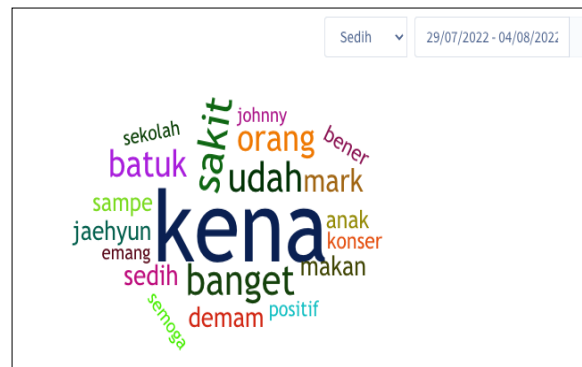 Sedih
29/07/2022 - 04/08/2022
johnny
sekolah
sakit
orang
bener
batuk
udah
mark
sampe
kena
anak
jaehyun
konser
emang
makan
sedih
banget
semoga
demam
positif